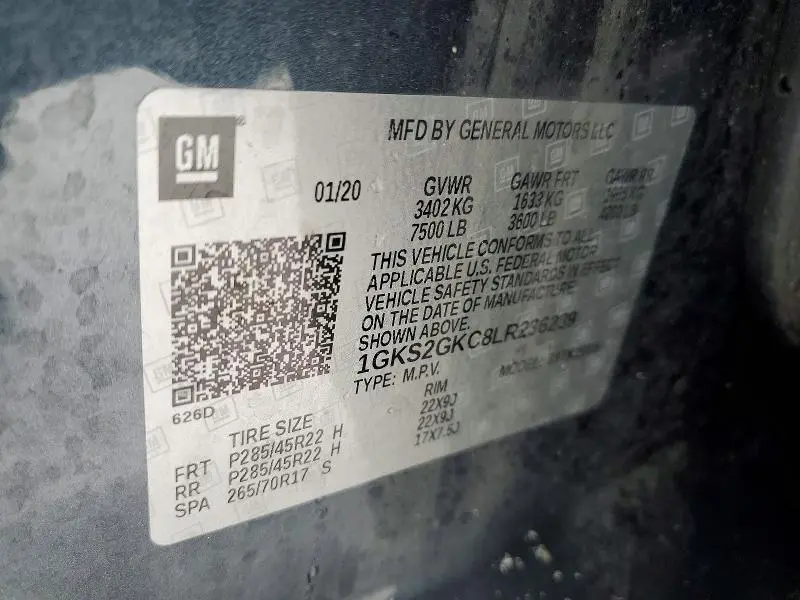 GM
MFD BY GENERAL MOTORS LLC
01/20
GVWR GAWR FRT GAWR RR
3402 KG 1633 KG
7500 LB 3600 LB
THIS VEHICLE CONFORMS TO ALL
APPLICABLE U.S. FEDERAL MOTOR
VEHICLE SAFETY STANDARDS IN EFFECT
ON THE DATE OF MANUFACTURE
SHOWN ABOVE.
1GKS2GKC8LR236239
TYPE: M.P.V. MODEL:
626D
TIRE SIZE RIM
FRT P285/45R22 H 22X9J
RR P285/45R22 H 22X9J
SPA 265/70R17 S 17X7.5J